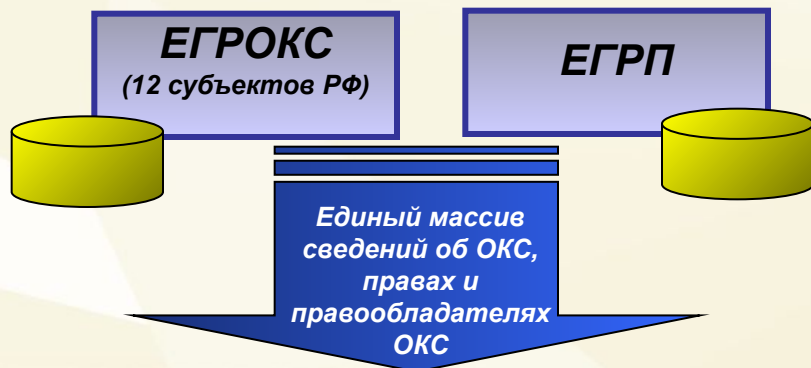 ЕГРОКС
(12 субъектов РФ)
ЕГРП
Единый массив
сведений об ОКС,
правах и
правообладателях
ОКС